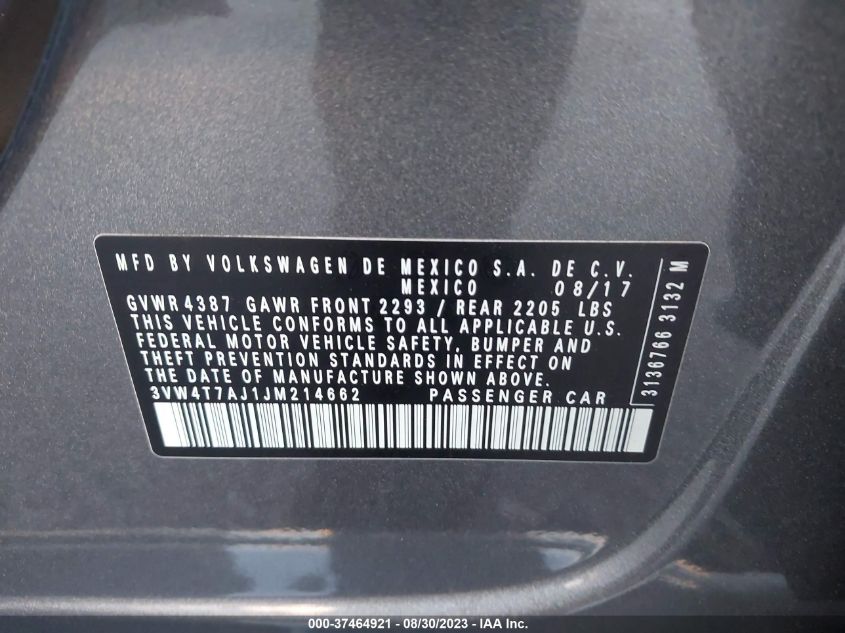 MFD BY VOLKSWAGEN DE MEXICO S.A. DE C.V.
MEXICO 08/17
GVWR 4387 GAWR FRONT 2293 / REAR 2205 LBS
THIS VEHICLE CONFORMS TO ALL APPLICABLE U.S.
FEDERAL MOTOR VEHICLE SAFETY, BUMPER AND
THEFT PREVENTION STANDARDS IN EFFECT ON
THE DATE OF MANUFACTURE SHOWN ABOVE.
3VW4T7AJ1JM214662 PASSENGER CAR
3136766 3132 M
000-37464921 - 08/30/2023 - IAA Inc.